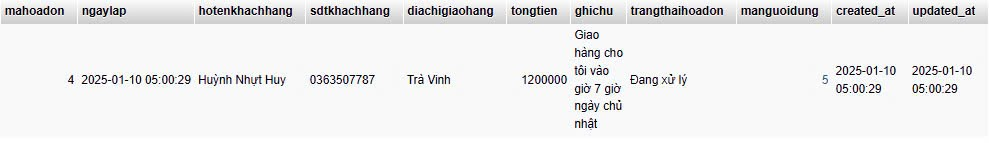 mahoadon ngaylap hotenkhachhang sdtkhachhang diachigiaohang tongtien ghichu trangthaihoadon manguoidung created_at updated_at
4 2025-01-10 05:00:29 Huỳnh Nhựt Huy 0363507787 Trà Vinh 1200000
Giao
hàng cho
tôi vào
giờ 7 giờ
ngày chủ
nhật
Đang xử lý 5
2025-01-10
05:00:29
2025-01-10
05:00:29